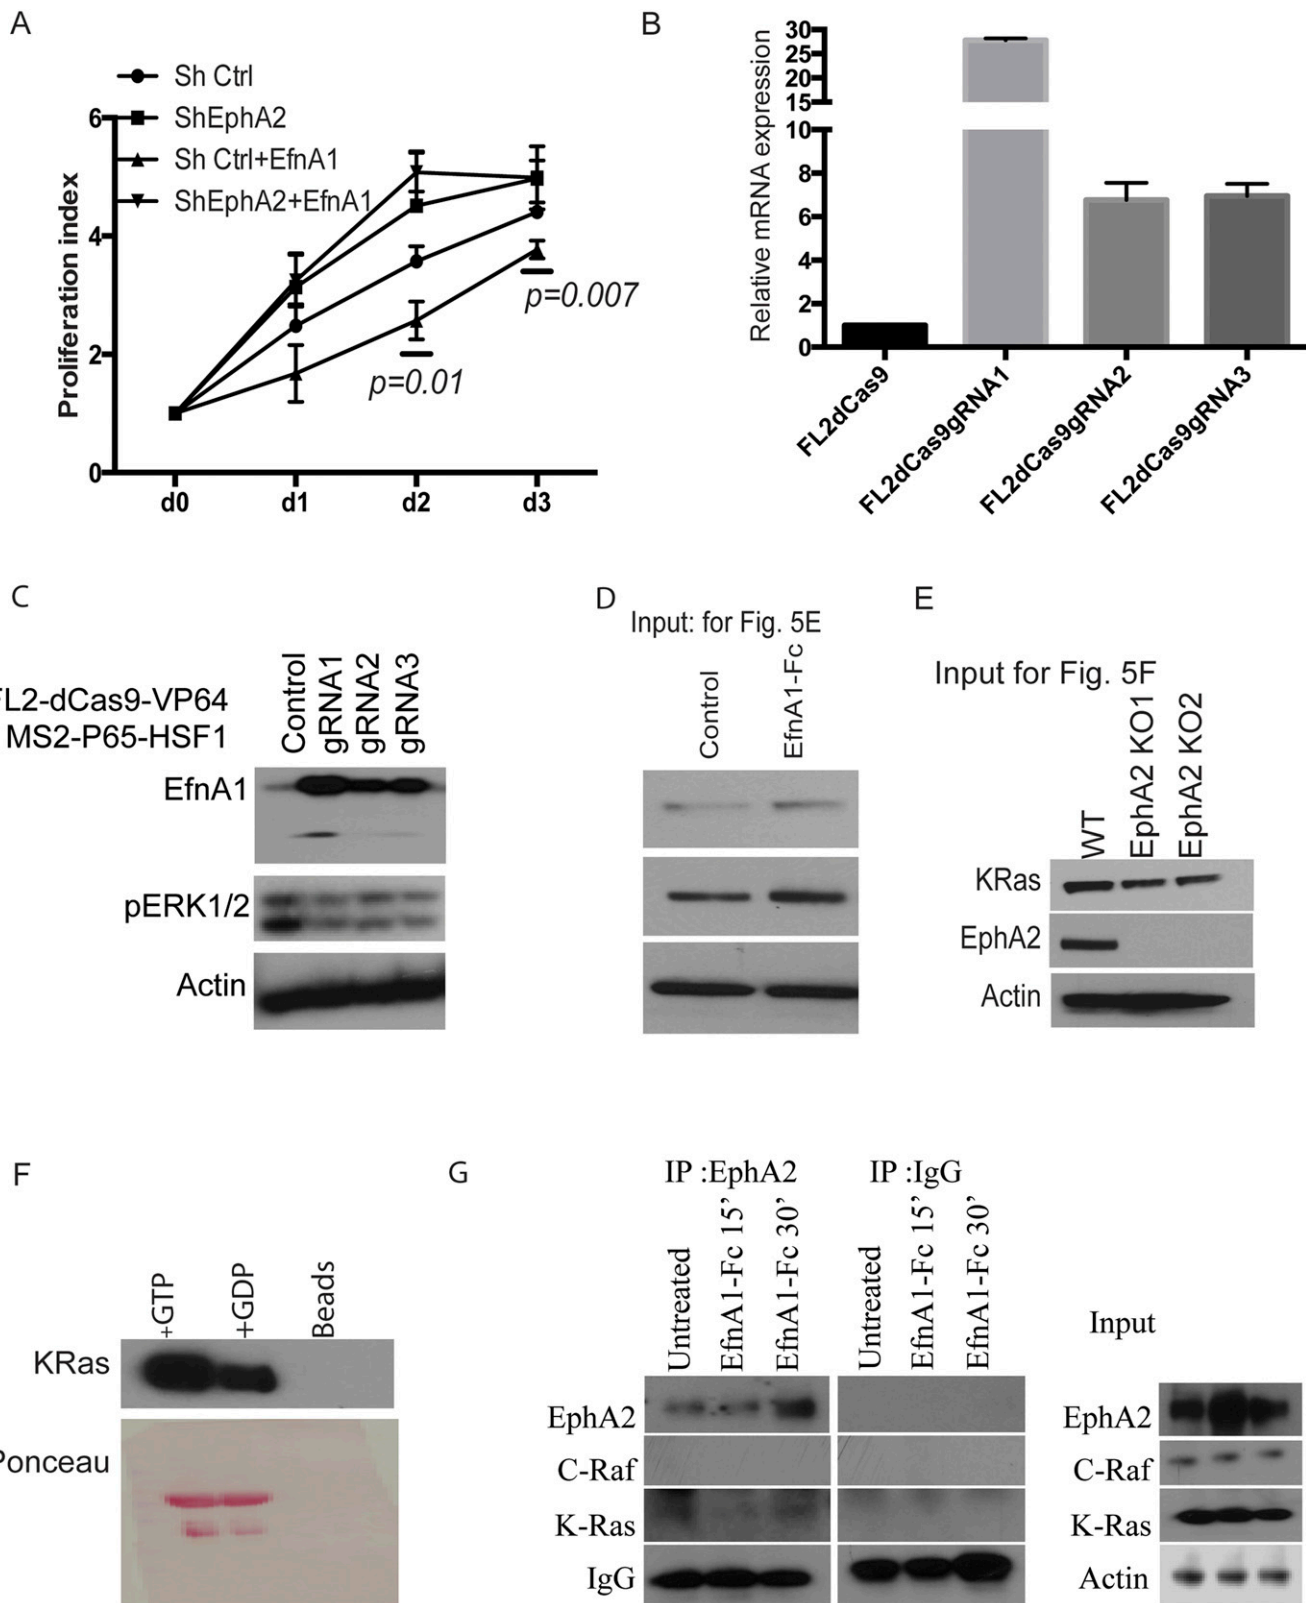 A
Sh Ctrl
ShEphA2
Sh Ctrl+EfnA1
ShEphA2+EfnA1
Proliferation index
6
4
2
0
d0
d1
d2
d3
p=0.01
p=0.007
B
Relative mRNA expression
30
25
20
15
10
8
6
4
2
0
FL2dCas9
FL2dCas9gRNA1
FL2dCas9gRNA2
FL2dCas9gRNA3
C
FL2-dCas9-VP64
MS2-P65-HSF1
Control
gRNA1
gRNA2
gRNA3
EfnA1
pERK1/2
Actin
D
Input: for Fig. 5E
Control
EfnA1-Fc
E
Input for Fig. 5F
WT
EphA2 KO1
EphA2 KO2
KRas
EphA2
Actin
F
+GTP
+GDP
Beads
KRas
Ponceau
G
IP :EphA2
Untreated
EfnA1-Fc 15’
EfnA1-Fc 30’
IP :IgG
Untreated
EfnA1-Fc 15’
EfnA1-Fc 30’
EphA2
C-Raf
K-Ras
IgG
Input
EphA2
C-Raf
K-Ras
Actin